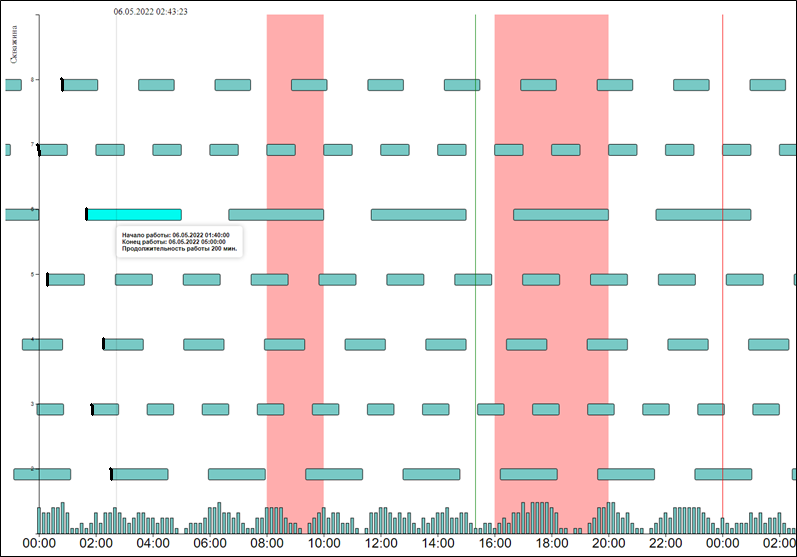 06.05.2022 02:43:23
Скважина
8
7
6
Начало работы: 06.05.2022 01:40:00
Конец работы: 06.05.2022 05:00:00
Продолжительность работы 200 мин.
5
4
3
2
00:00 02:00 04:00 06:00 08:00 10:00 12:00 14:00 16:00 18:00 20:00 22:00 00:00 02:00